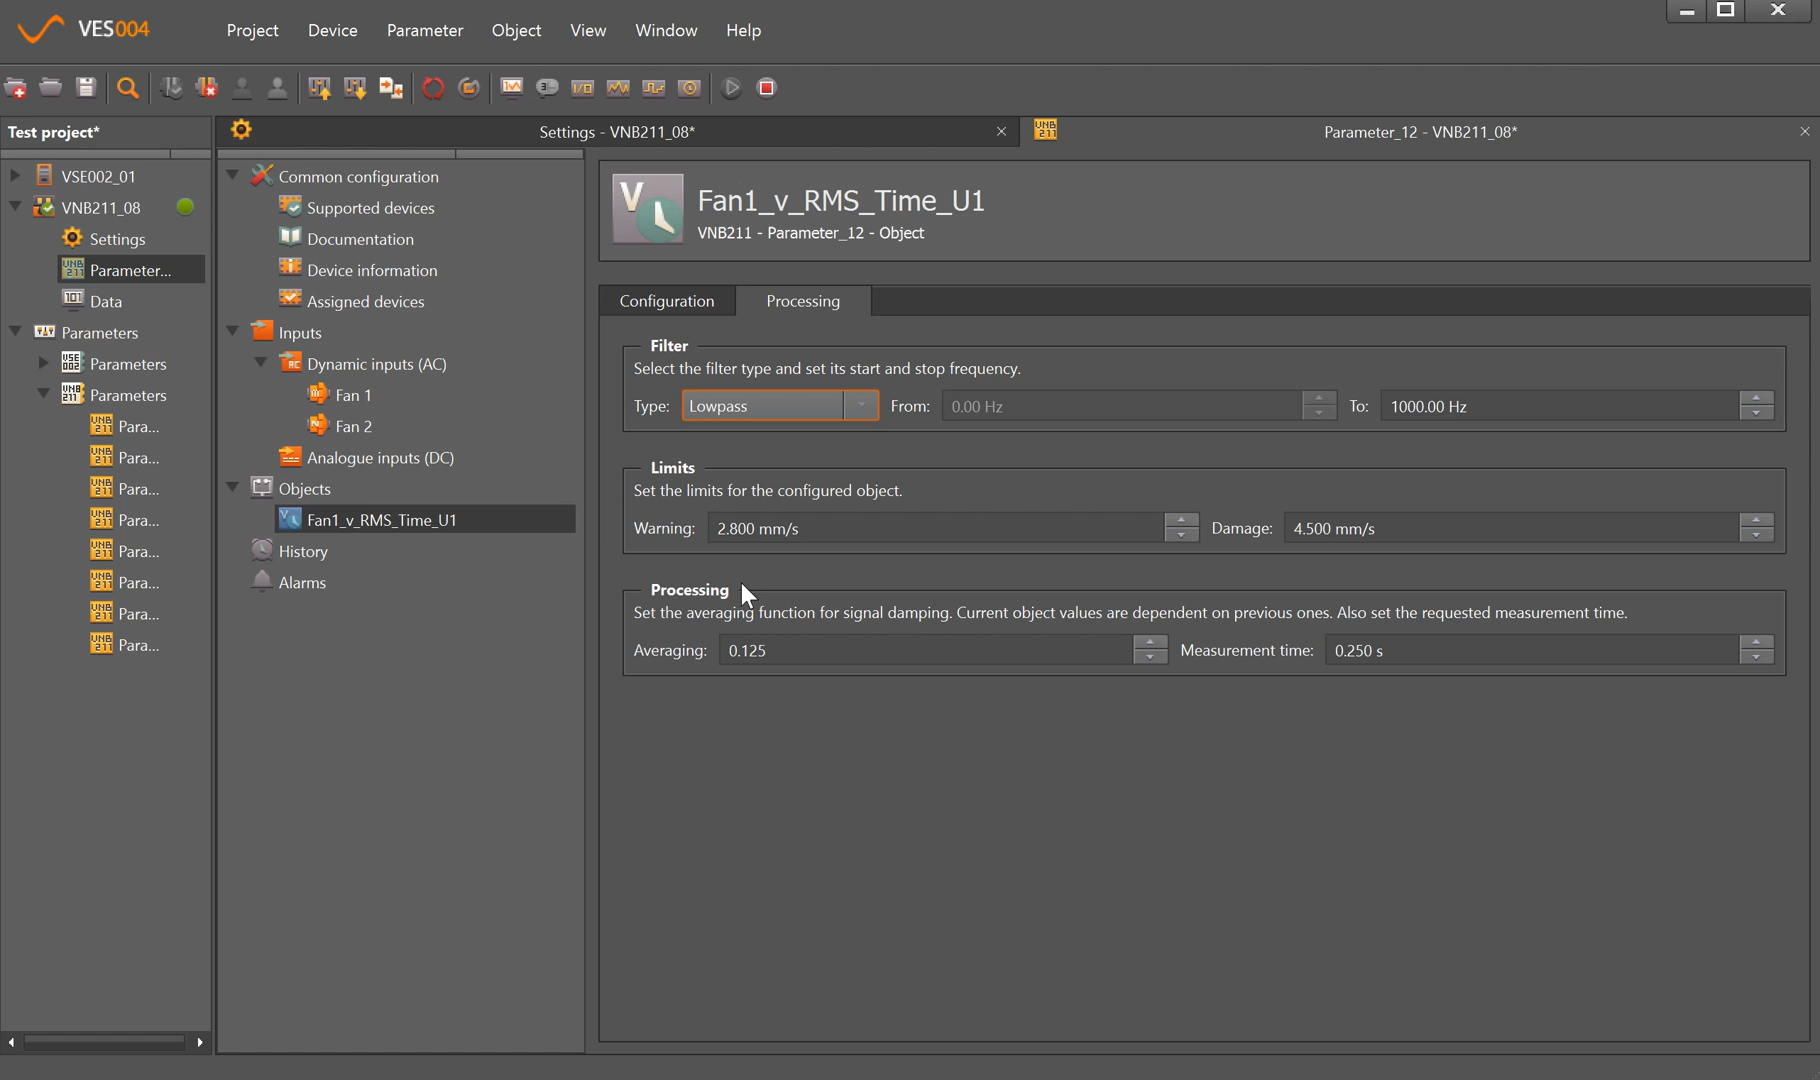 VES004
Project Device Parameter Object View Window Help
Test project*
Settings - VNB211_08*
Parameter_12 - VNB211_08*
VSE002_01
VNB211_08
Settings
Parameter...
Data
Parameters
Parameters
Parameters
Para...
Para...
Para...
Para...
Para...
Para...
Para...
Para...
Common configuration
Supported devices
Documentation
Device information
Assigned devices
Inputs
Dynamic inputs (AC)
Fan 1
Fan 2
Analogue inputs (DC)
Objects
Fan1_v_RMS_Time_U1
History
Alarms
Fan1_v_RMS_Time_U1
VNB211 - Parameter_12 - Object
Configuration Processing
Filter
Select the filter type and set its start and stop frequency.
Type: Lowpass From: 0.00 Hz To: 1000.00 Hz
Limits
Set the limits for the configured object.
Warning: 2.800 mm/s Damage: 4.500 mm/s
Processing
Set the averaging function for signal damping. Current object values are dependent on previous ones. Also set the requested measurement time.
Averaging: 0.125 Measurement time: 0.250 s